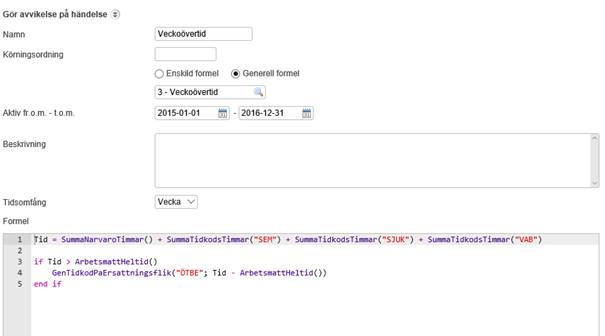 Gör avvikelse på händelse
Namn Veckoövertid
Körningsordning
Enskild formel Generell formel
3 - Veckoövertid
Aktiv fr.o.m. - t.o.m. 2015-01-01 - 2016-12-31
Beskrivning
Tidsomfång Vecka
Formel
1 Tid = SummaNarvaroTimmar() + SummaTidkodsTimmar("SEM") + SummaTidkodsTimmar("SJUK") + SummaTidkodsTimmar("VAB")
2
3 if Tid > ArbetsmattHeltid()
4 GenTidkodPaErsattningsflik("ÖTBE"; Tid - ArbetsmattHeltid())
5 end if